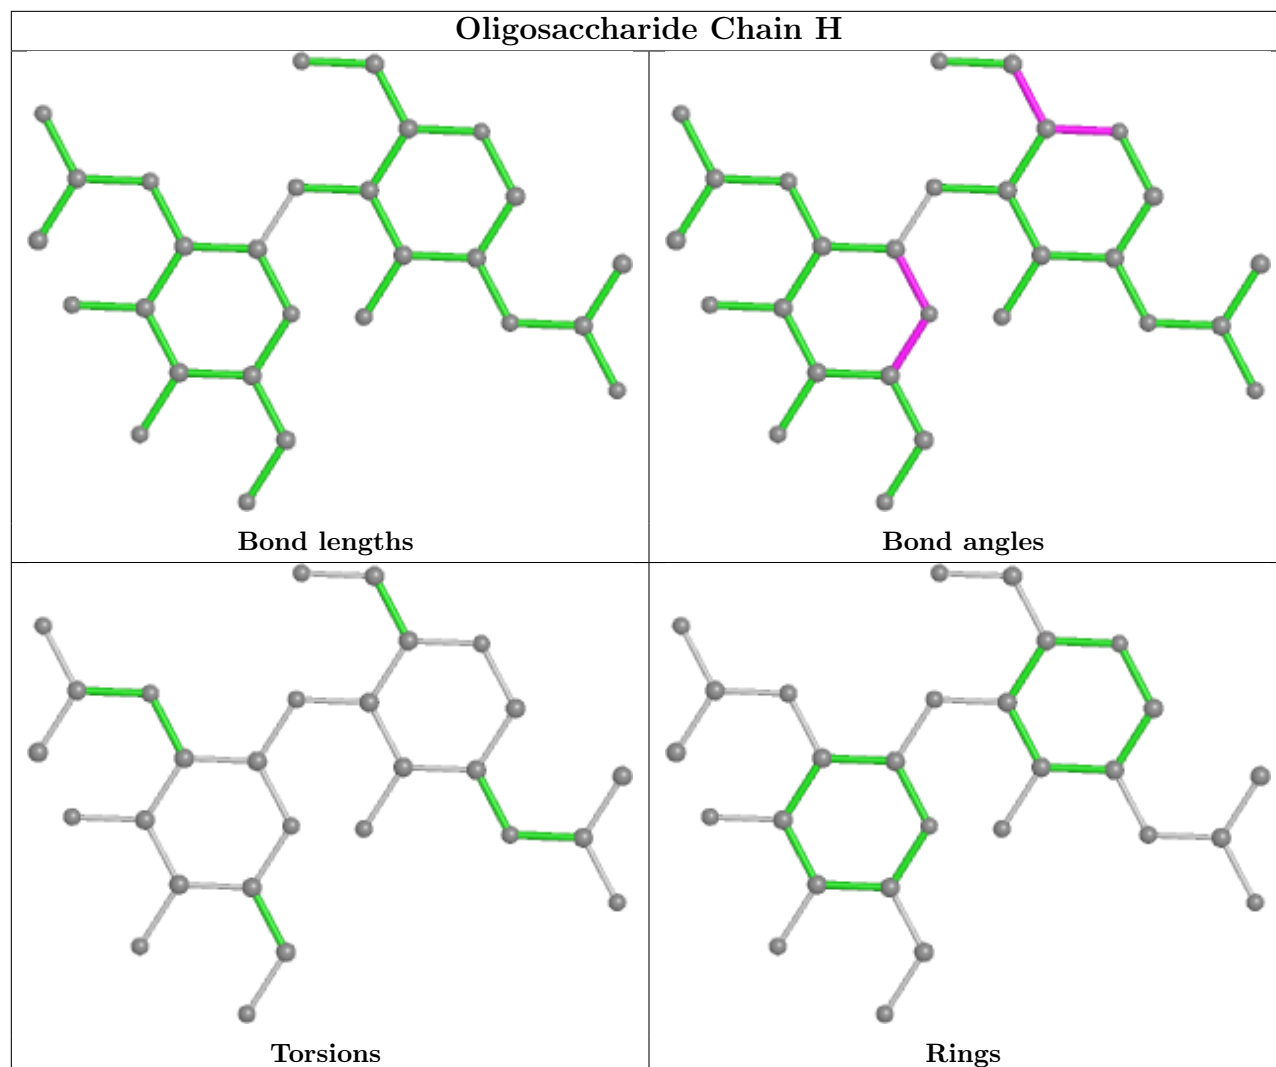 Oligosaccharide Chain H
Bond lengths
Bond angles
Torsions
Rings